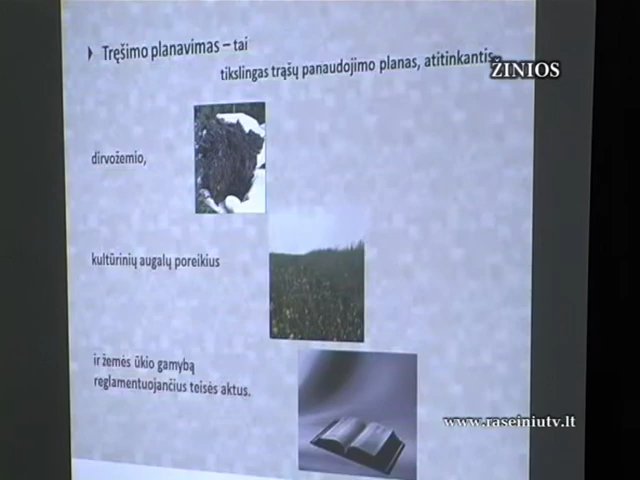 Tręšimo planavimas – tai
tikslingas trąšų panaudojimo planas, atitinkantis
ŽINIOS
dirvožemio,
kultūrinių augalų poreikius
ir žemės ūkio gamybą
reglamentuojančius teisės aktus.
www.raseiniutv.lt